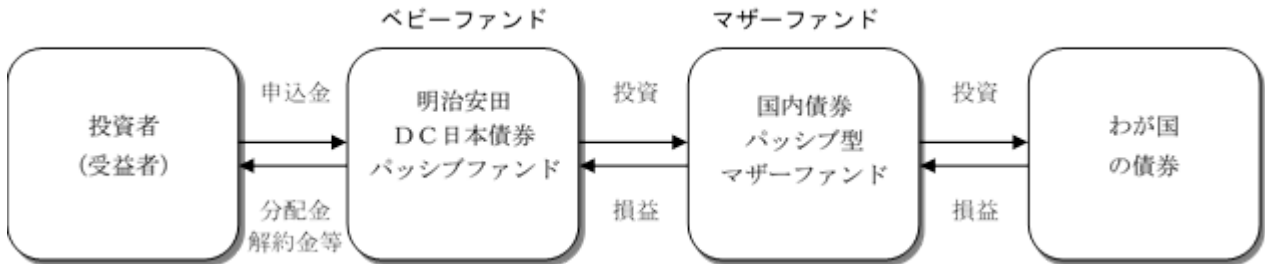 ベビーファンド
マザーファンド
投資者
(受益者)
申込金
分配金
解約金等
明治安田
ＤＣ日本債券
パッシブファンド
投資
損益
国内債券
パッシブ型
マザーファンド
投資
損益
わが国
の債券